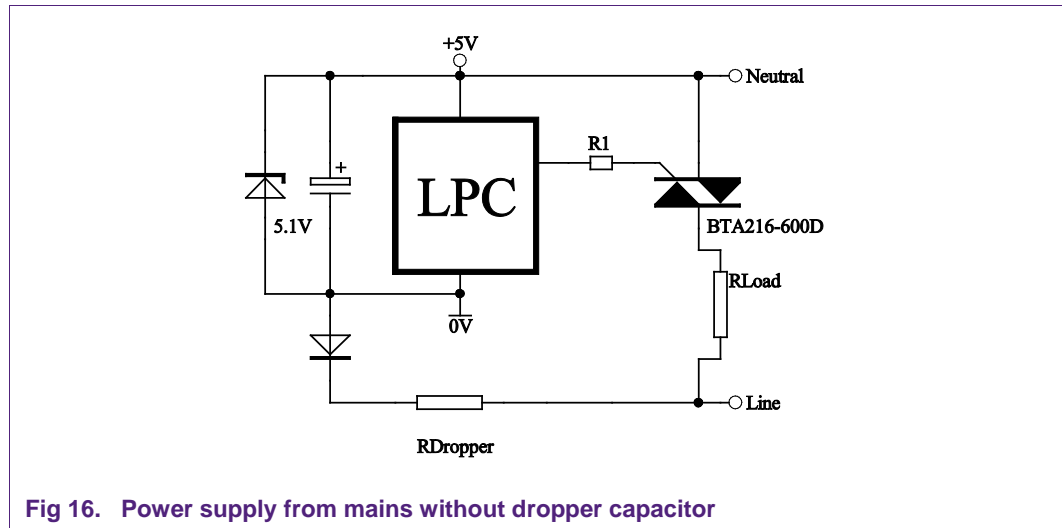 +5V
Neutral
R1
+
LPC
5.1V
BTA216-600D
RLoad
0V
Line
RDropper
Fig 16. Power supply from mains without dropper capacitor